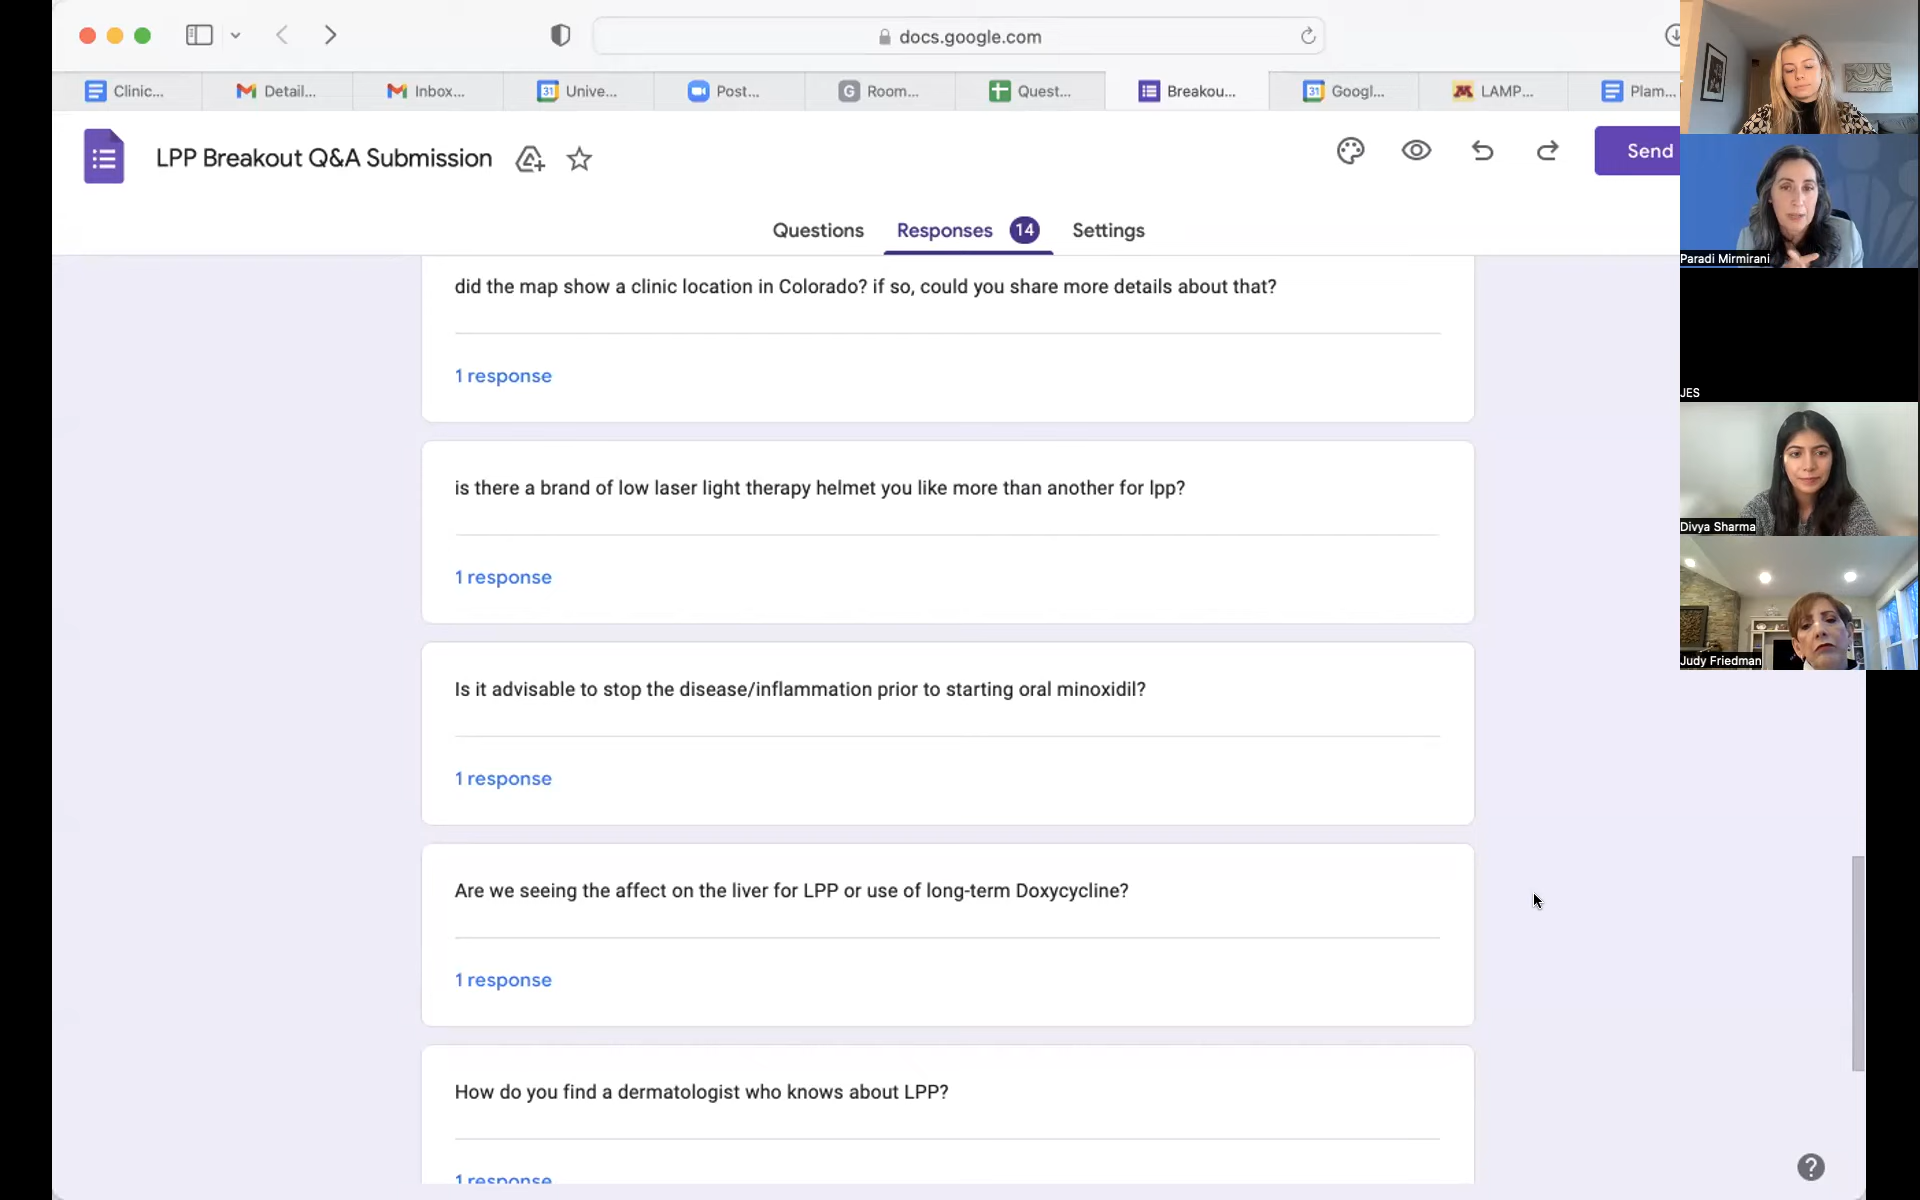 docs.google.com
Clinic...
Detail...
Inbox...
31
Unive...
Post...
G
Room...
Quest...
Breakou...
31
Googl...
M
LAMP...
Plam...
LPP Breakout Q&A Submission
Send
Questions
Responses 14
Settings
did the map show a clinic location in Colorado? if so, could you share more details about that?
1 response
is there a brand of low laser light therapy helmet you like more than another for lpp?
1 response
Is it advisable to stop the disease/inflammation prior to starting oral minoxidil?
1 response
Are we seeing the affect on the liver for LPP or use of long-term Doxycycline?
1 response
How do you find a dermatologist who knows about LPP?
1 response
Paradi Mirmirani
JES
Divya Sharma
Judy Friedman